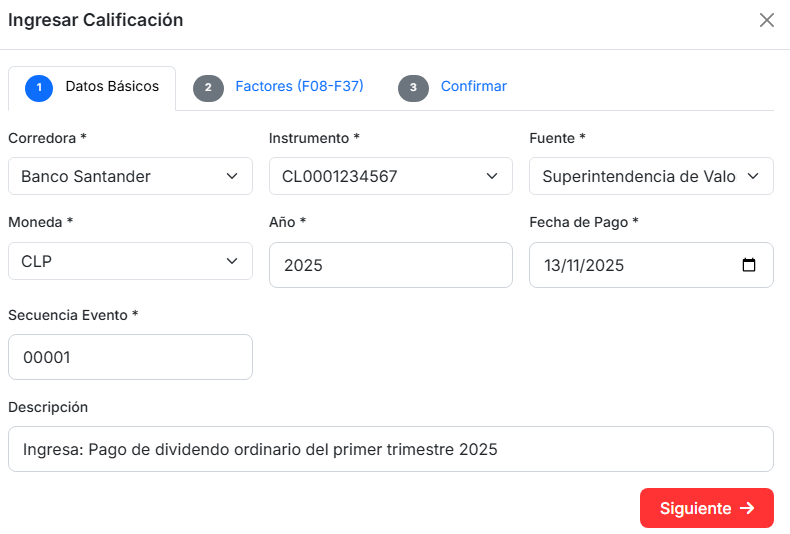 Ingresar Calificación
1 Datos Básicos 2 Factores (F08-F37) 3 Confirmar
Corredora * Instrumento * Fuente *
Banco Santander CL0001234567 Superintendencia de Valo
Moneda * Año * Fecha de Pago *
CLP 2025 13/11/2025
Secuencia Evento *
00001
Descripción
Ingresa: Pago de dividendo ordinario del primer trimestre 2025
Siguiente →